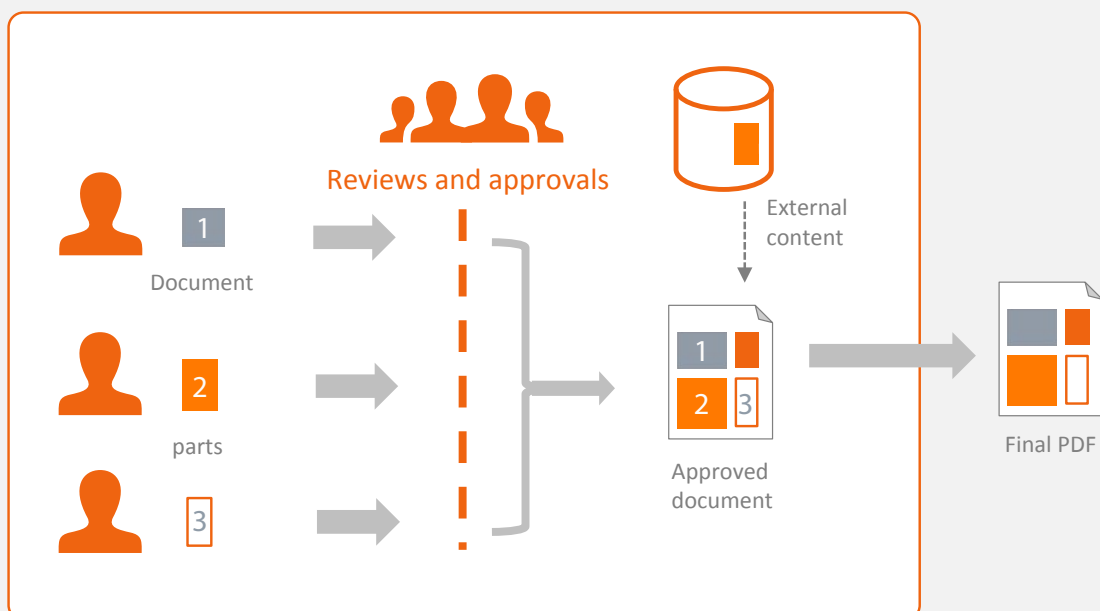 Reviews and approvals
1
Document
2
parts
3
External
content
1
2
3
Approved
document
Final PDF